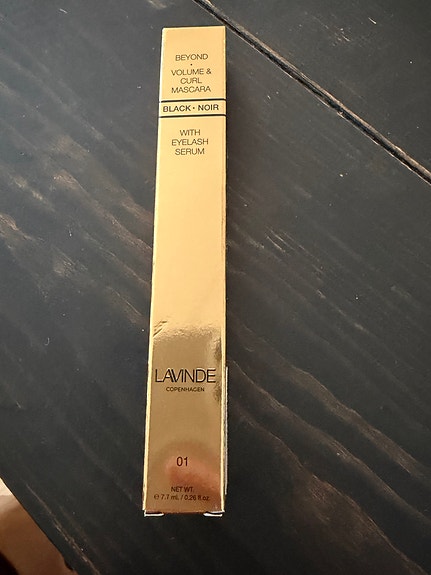 BEYOND
•
VOLUME &
CURL
MASCARA
BLACK • NOIR
WITH
EYELASH
SERUM
LAVINDE
COPENHAGEN
01
NET WT.
℮ 7.7 mL / 0.26 fl.oz.